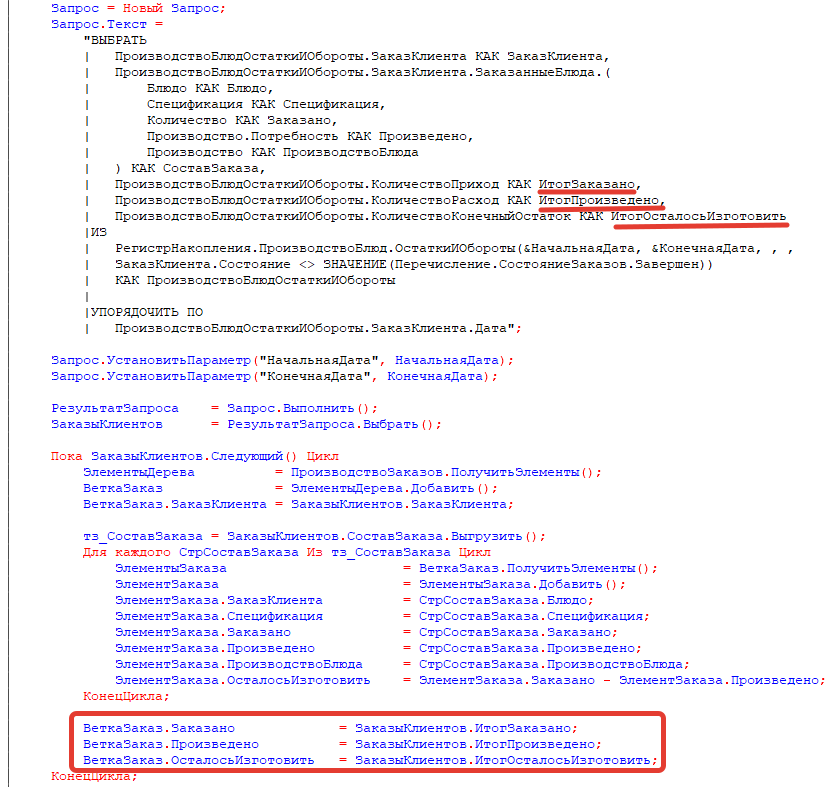 Запрос = Новый Запрос;
Запрос.Текст =
"ВЫБРАТЬ
| ПроизводствоБлюдОстаткиИОбороты.ЗаказКлиента КАК ЗаказКлиента,
| ПроизводствоБлюдОстаткиИОбороты.ЗаказКлиента.ЗаказанныеБлюда.(
| Блюдо КАК Блюдо,
| Спецификация КАК Спецификация,
| Количество КАК Заказано,
| Производство.Потребность КАК Произведено,
| Производство КАК ПроизводствоБлюда
| ) КАК СоставЗаказа,
| ПроизводствоБлюдОстаткиИОбороты.КоличествоПриход КАК ИтогЗаказано,
| ПроизводствоБлюдОстаткиИОбороты.КоличествоРасход КАК ИтогПроизведено,
| ПроизводствоБлюдОстаткиИОбороты.КоличествоКонечныйОстаток КАК ИтогОсталосьИзготовить
|ИЗ
| РегистрНакопления.ПроизводствоБлюд.ОстаткиИОбороты(&НачальнаяДата, &КонечнаяДата, , ,
| ЗаказКлиента.Состояние <> ЗНАЧЕНИЕ(Перечисление.СостояниеЗаказов.Завершен))
| КАК ПроизводствоБлюдОстаткиИОбороты
|
|УПОРЯДОЧИТЬ ПО
| ПроизводствоБлюдОстаткиИОбороты.ЗаказКлиента.Дата";
Запрос.УстановитьПараметр("НачальнаяДата", НачальнаяДата);
Запрос.УстановитьПараметр("КонечнаяДата", КонечнаяДата);
РезультатЗапроса = Запрос.Выполнить();
ЗаказыКлиентов = РезультатЗапроса.Выбрать();
Пока ЗаказыКлиентов.Следующий() Цикл
ЭлементыДерева = ПроизводствоЗаказов.ПолучитьЭлементы();
ВеткаЗаказ = ЭлементыДерева.Добавить();
ВеткаЗаказ.ЗаказКлиента = ЗаказыКлиентов.ЗаказКлиента;
тз_СоставЗаказа = ЗаказыКлиентов.СоставЗаказа.Выгрузить();
Для каждого СтрСоставЗаказа Из тз_СоставЗаказа Цикл
ЭлементыЗаказа = ВеткаЗаказ.ПолучитьЭлементы();
ЭлементЗаказа = ЭлементыЗаказа.Добавить();
ЭлементЗаказа.ЗаказКлиента = СтрСоставЗаказа.Блюдо;
ЭлементЗаказа.Спецификация = СтрСоставЗаказа.Спецификация;
ЭлементЗаказа.Заказано = СтрСоставЗаказа.Заказано;
ЭлементЗаказа.Произведено = СтрСоставЗаказа.Произведено;
ЭлементЗаказа.ПроизводствоБлюда = СтрСоставЗаказа.ПроизводствоБлюда;
ЭлементЗаказа.ОсталосьИзготовить = ЭлементЗаказа.Заказано - ЭлементЗаказа.Произведено;
КонецЦикла;
ВеткаЗаказ.Заказано = ЗаказыКлиентов.ИтогЗаказано;
ВеткаЗаказ.Произведено = ЗаказыКлиентов.ИтогПроизведено;
ВеткаЗаказ.ОсталосьИзготовить = ЗаказыКлиентов.ИтогОсталосьИзготовить;
КонецЦикла;